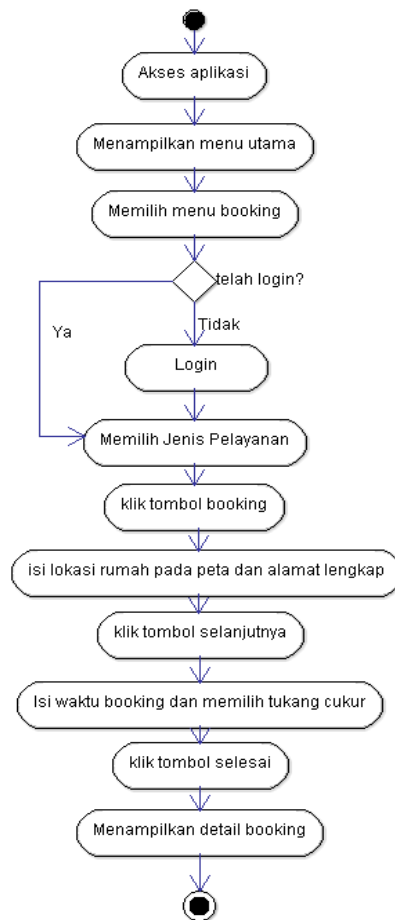 Akses aplikasi
Menampilkan menu utama
Memilih menu booking
telah login?
Ya
Tidak
Login
Memilih Jenis Pelayanan
klik tombol booking
isi lokasi rumah pada peta dan alamat lengkap
klik tombol selanjutnya
Isi waktu booking dan memilih tukang cukur
klik tombol selesai
Menampilkan detail booking